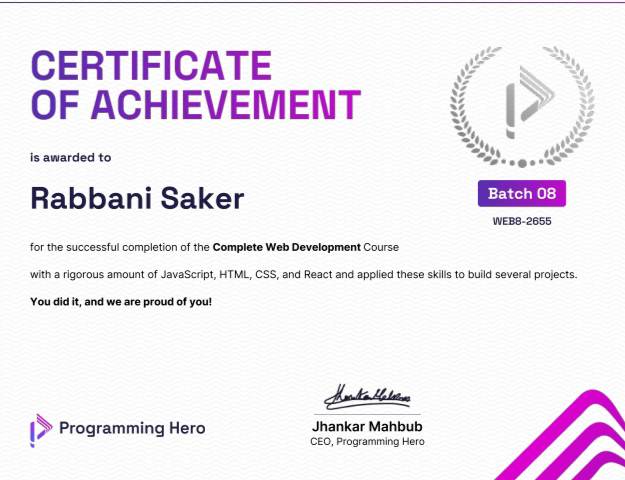 CERTIFICATE
OF ACHIEVEMENT
is awarded to
Rabbani Saker
Batch 08
WEB8-2655
for the successful completion of the Complete Web Development Course
with a rigorous amount of JavaScript, HTML, CSS, and React and applied these skills to build several projects.
You did it, and we are proud of you!
Programming Hero
Jhankar Mahbub
CEO, Programming Hero